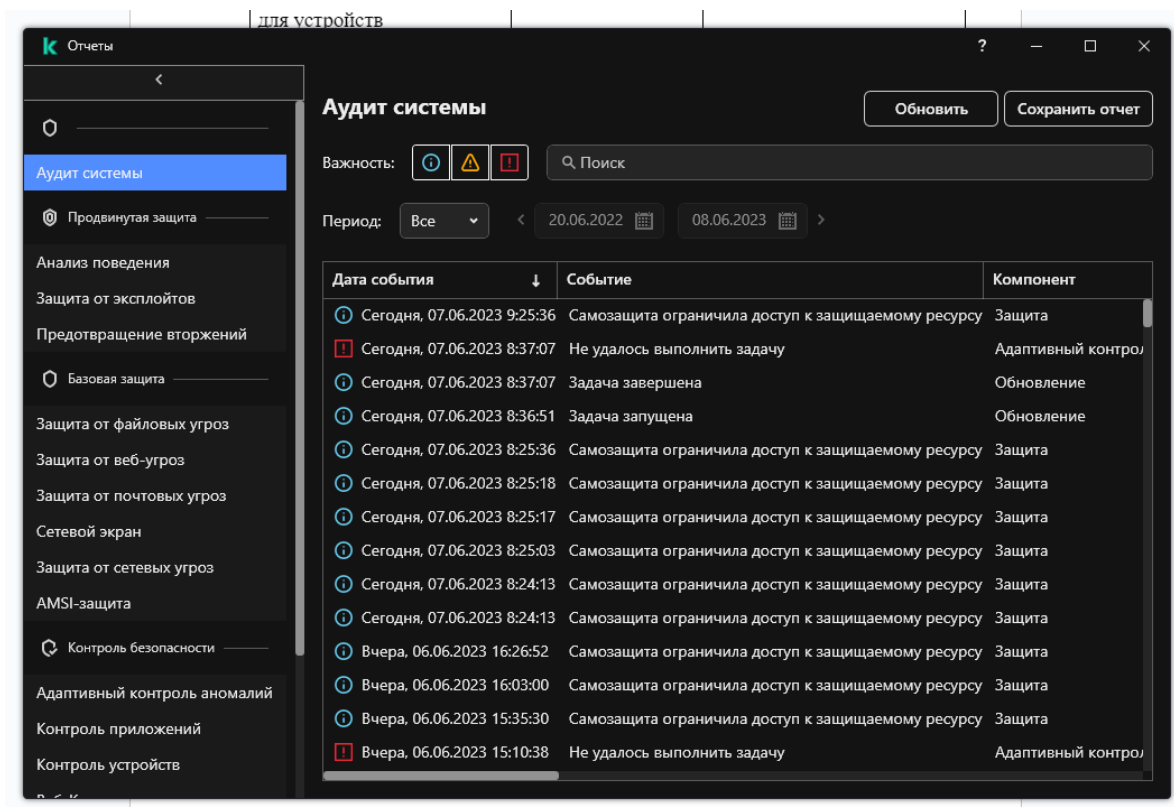 для устройств
Отчеты
?
Аудит системы
Продвинутая защита
Анализ поведения
Защита от эксплойтов
Предотвращение вторжений
Базовая защита
Защита от файловых угроз
Защита от веб-угроз
Защита от почтовых угроз
Сетевой экран
Защита от сетевых угроз
AMSI-защита
Контроль безопасности
Адаптивный контроль аномалий
Контроль приложений
Контроль устройств
Аудит системы
Обновить Сохранить отчет
Важность: Поиск
Период: Все 20.06.2022 08.06.2023
Дата события ↓ Событие Компонент
Сегодня, 07.06.2023 9:25:36 Самозащита ограничила доступ к защищаемому ресурсу Защита
Сегодня, 07.06.2023 8:37:07 Не удалось выполнить задачу Адаптивный контрол
Сегодня, 07.06.2023 8:37:07 Задача завершена Обновление
Сегодня, 07.06.2023 8:36:51 Задача запущена Обновление
Сегодня, 07.06.2023 8:25:36 Самозащита ограничила доступ к защищаемому ресурсу Защита
Сегодня, 07.06.2023 8:25:18 Самозащита ограничила доступ к защищаемому ресурсу Защита
Сегодня, 07.06.2023 8:25:17 Самозащита ограничила доступ к защищаемому ресурсу Защита
Сегодня, 07.06.2023 8:25:03 Самозащита ограничила доступ к защищаемому ресурсу Защита
Сегодня, 07.06.2023 8:24:13 Самозащита ограничила доступ к защищаемому ресурсу Защита
Сегодня, 07.06.2023 8:24:13 Самозащита ограничила доступ к защищаемому ресурсу Защита
Вчера, 06.06.2023 16:26:52 Самозащита ограничила доступ к защищаемому ресурсу Защита
Вчера, 06.06.2023 16:03:00 Самозащита ограничила доступ к защищаемому ресурсу Защита
Вчера, 06.06.2023 15:35:30 Самозащита ограничила доступ к защищаемому ресурсу Защита
Вчера, 06.06.2023 15:10:38 Не удалось выполнить задачу Адаптивный контрол